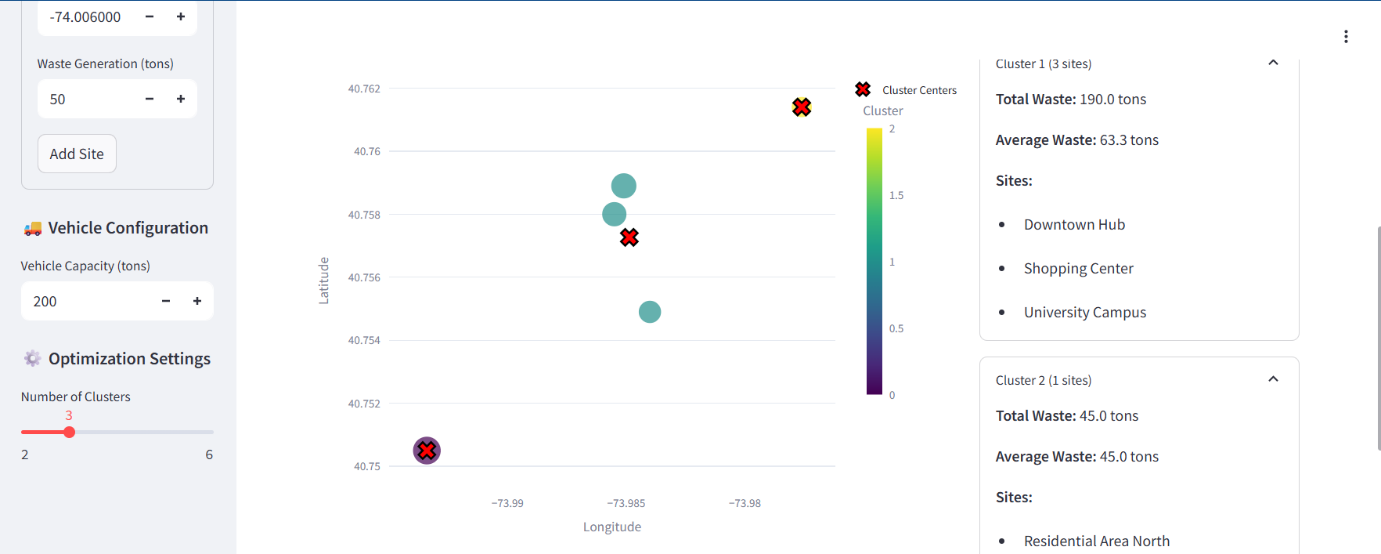 -74.006000
Waste Generation (tons)
50
Add Site
🚚 Vehicle Configuration
Vehicle Capacity (tons)
200
⚙️ Optimization Settings
Number of Clusters
3
2
6
40.762
40.76
40.758
40.756
40.754
40.752
40.75
Latitude
−73.99
−73.985
−73.98
Longitude
Cluster Centers
Cluster
2
1.5
1
0.5
0
Cluster 1 (3 sites)
Total Waste: 190.0 tons
Average Waste: 63.3 tons
Sites:
• Downtown Hub
• Shopping Center
• University Campus
Cluster 2 (1 sites)
Total Waste: 45.0 tons
Average Waste: 45.0 tons
Sites:
• Residential Area North